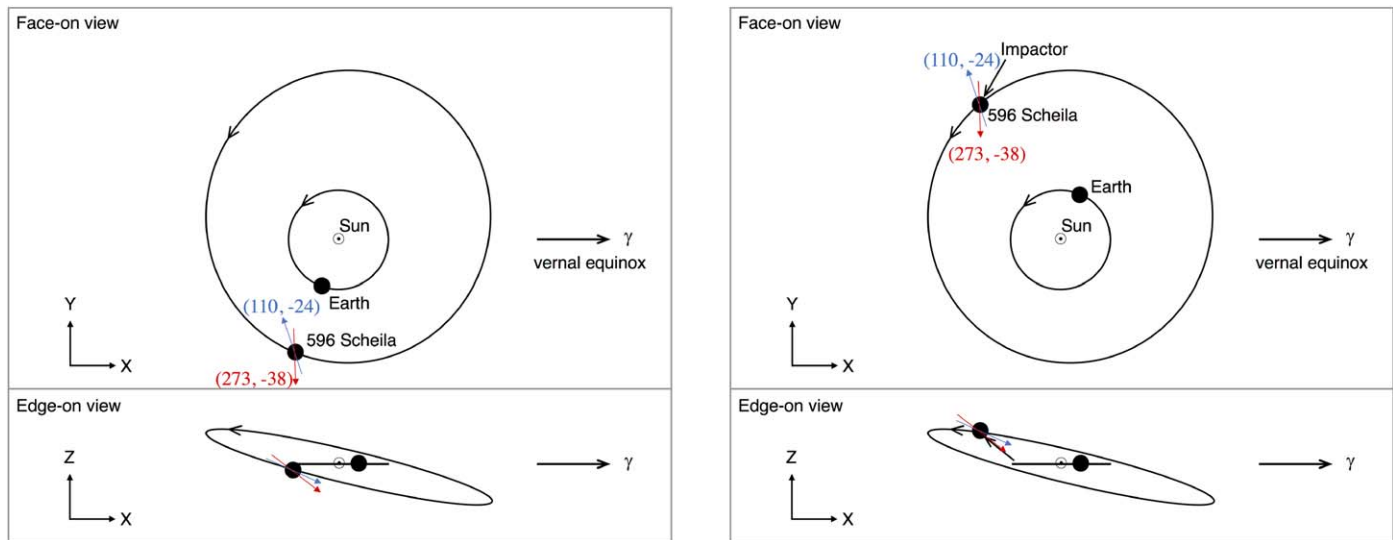 Face-on view
Sun
Earth
γ
vernal equinox
(110, -24)
596 Scheila
(273, -38)
Y
X
Edge-on view
Z
X
γ
Face-on view
Impactor
(110, -24)
596 Scheila
(273, -38)
Earth
Sun
γ
vernal equinox
Y
X
Edge-on view
Z
X
γ